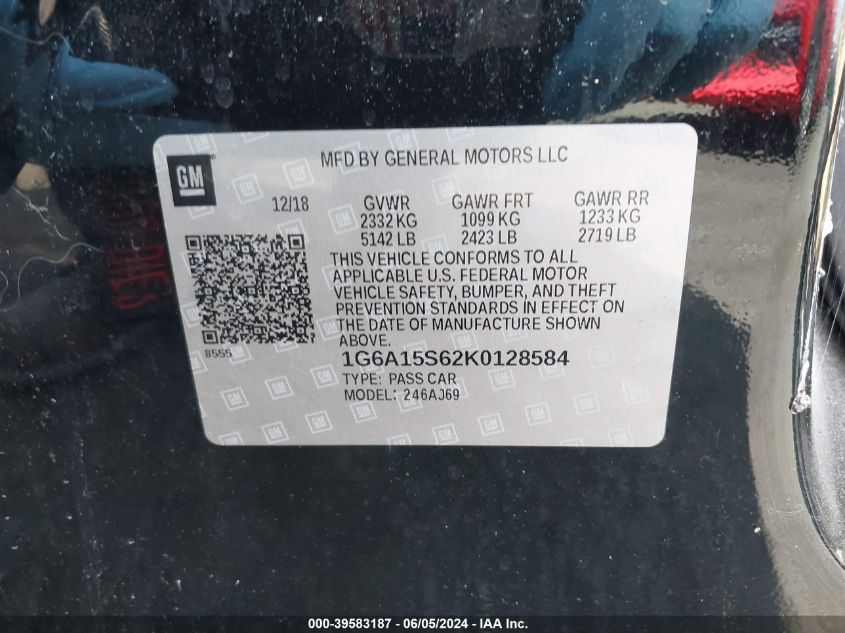 MFD BY GENERAL MOTORS LLC
GM
12/18 GVWR GAWR FRT GAWR RR
2332 KG 1099 KG 1233 KG
5142 LB 2423 LB 2719 LB
THIS VEHICLE CONFORMS TO ALL
APPLICABLE U.S. FEDERAL MOTOR
VEHICLE SAFETY, BUMPER, AND THEFT
PREVENTION STANDARDS IN EFFECT ON
THE DATE OF MANUFACTURE SHOWN
ABOVE.
8555
1G6A15S62K0128584
TYPE: PASS CAR
MODEL: 246AJ69
000-39583187 - 06/05/2024 - IAA Inc.